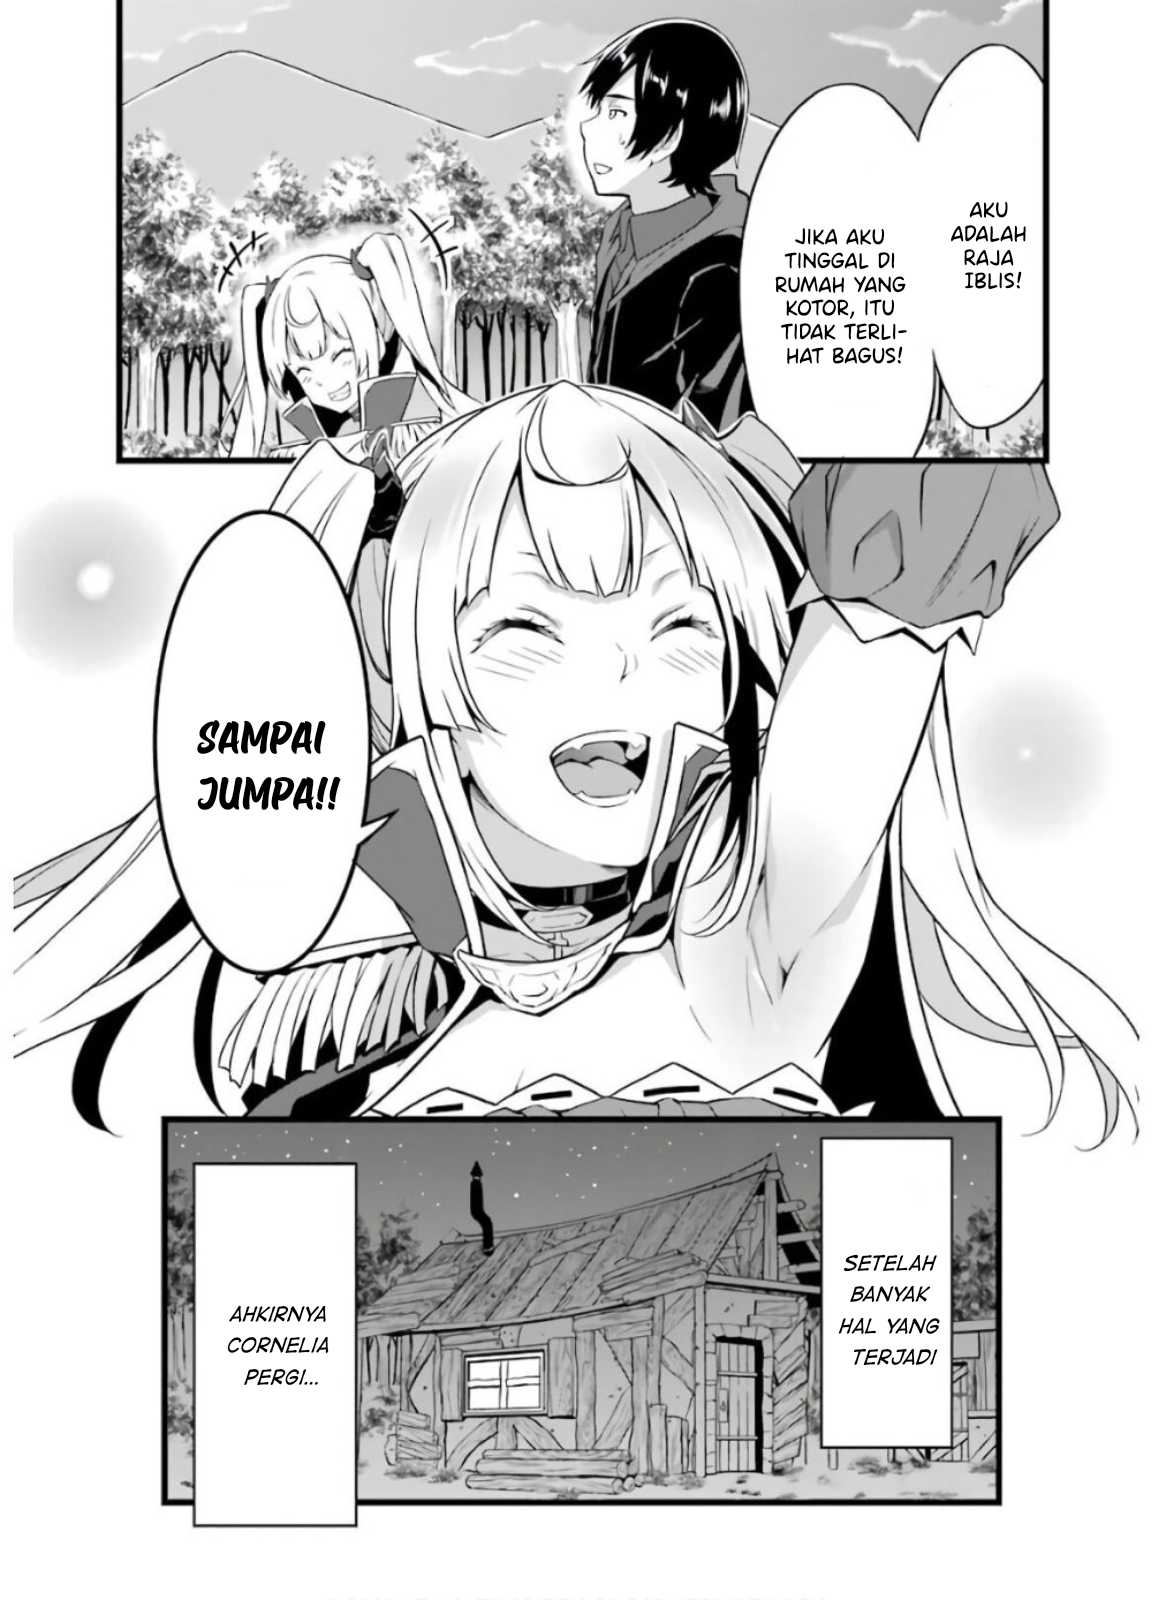 AKU
ADALAH
RAJA
IBLIS!
JIKA AKU
TINGGAL DI
RUMAH YANG
KOTOR, ITU
TIDAK TERLI-
HAT BAGUS!
SAMPAI
JUMPA!!
SETELAH
BANYAK
HAL YANG
TERJADI
AHKIRNYA
CORNELIA
PERGI...